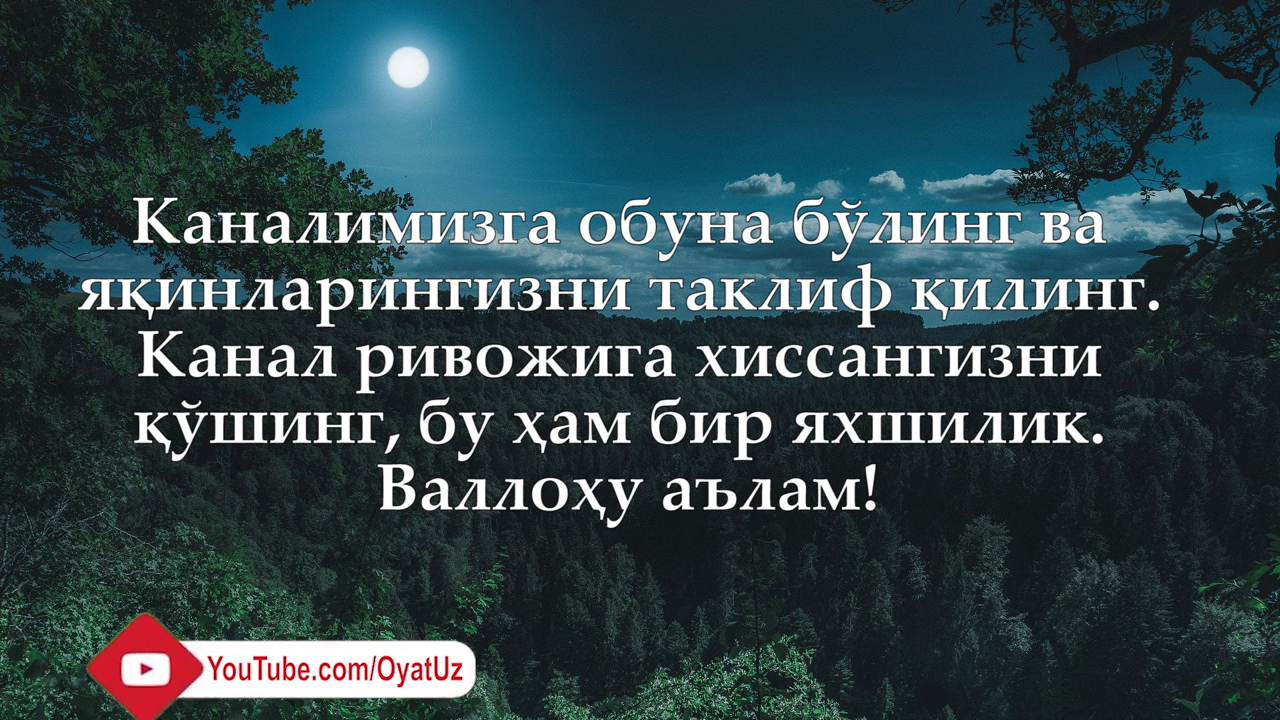 Каналимизга обуна бўлинг ва
яқинларингизни таклиф қилинг.
Канал ривожига хиссангизни
қўшинг, бу ҳам бир яхшилик.
Валлоҳу аълам!
YouTube.com/OyatUz